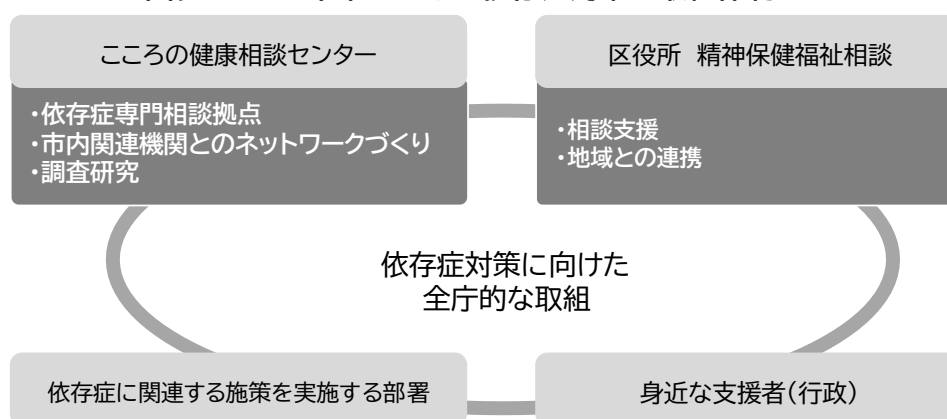 こころの健康相談センター
・依存症専門相談拠点
・市内関連機関とのネットワークづくり
・調査研究
区役所 精神保健福祉相談
・相談支援
・地域との連携
依存症対策に向けた
全庁的な取組
依存症に関連する施策を実施する部署
身近な支援者（行政）